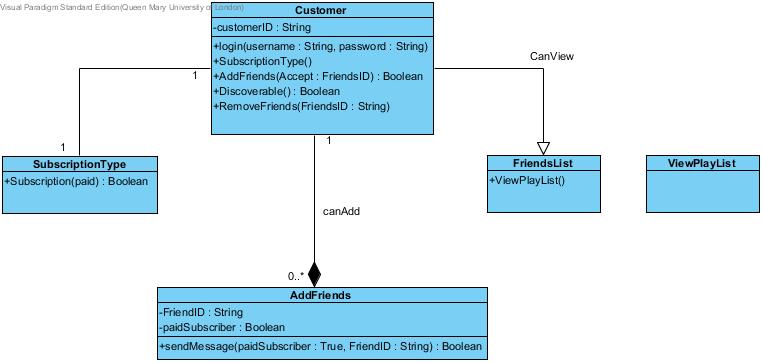 Visual Paradigm Standard Edition(Queen Mary University of London)
Customer
-customerID : String
+login(username : String, password : String)
+SubscriptionType()
+AddFriends(Accept : FriendsID) : Boolean
+Discoverable() : Boolean
+RemoveFriends(FriendsID : String)
CanView
1
1
1
SubscriptionType
+Subscription(paid) : Boolean
FriendsList
+ViewPlayList()
ViewPlayList
canAdd
0..*
AddFriends
-FriendID : String
-paidSubscriber : Boolean
+sendMessage(paidSubscriber : True, FriendID : String) : Boolean